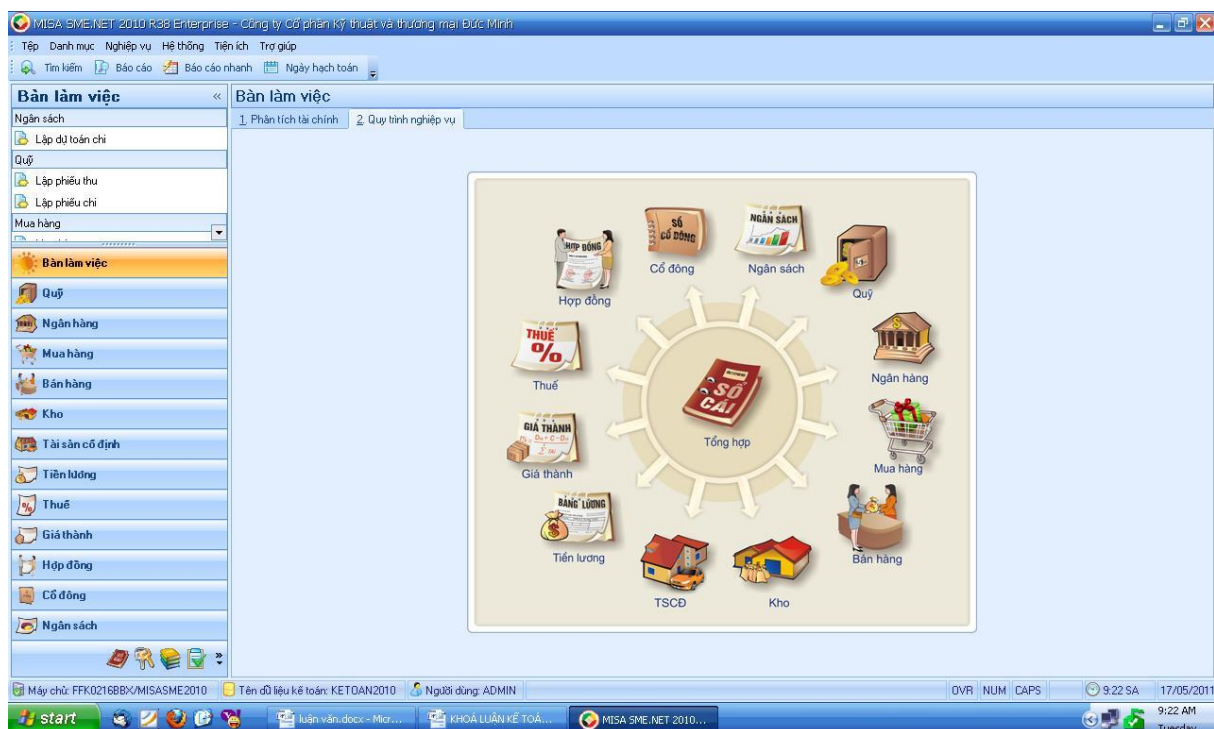 MISA SME.NET 2010 R38 Enterprise - Công ty Cổ phần Kỹ thuật và thương mại Đức Minh
Tệp Danh mục Nghiệp vụ Hệ thống Tiện ích Trợ giúp
Tìm kiếm Báo cáo Báo cáo nhanh Ngày hạch toán
Bàn làm việc «
Ngân sách
Lập dự toán chi
Quỹ
Lập phiếu thu
Lập phiếu chi
Mua hàng
Bàn làm việc
Quỹ
Ngân hàng
Mua hàng
Bán hàng
Kho
Tài sản cố định
Tiền lương
Thuế
Giá thành
Hợp đồng
Cổ đông
Ngân sách
Bàn làm việc
1. Phân tích tài chính 2. Quy trình nghiệp vụ
HỢP ĐỒNG
Hợp đồng
SỔ
CỔ ĐÔNG
Cổ đông
NGÂN SÁCH
Ngân sách
Quỹ
THUẾ
%
Thuế
Ngân hàng
SỔ
CÁI
Tổng hợp
GIÁ THÀNH
Giá thành
Mua hàng
BẢNG LƯƠNG
Tiền lương
Bán hàng
TSCĐ
Kho
Máy chủ: FFK0216BBX/MISASME2010 Tên dữ liệu kế toán: KETOAN2010 Người dùng: ADMIN OVR NUM CAPS 9:22 SA 17/05/2011
start luận văn.docx - Micr... KHOÁ LUẬN KẾ TOÁ... MISA SME.NET 2010... 9:22 AM
Tuesday